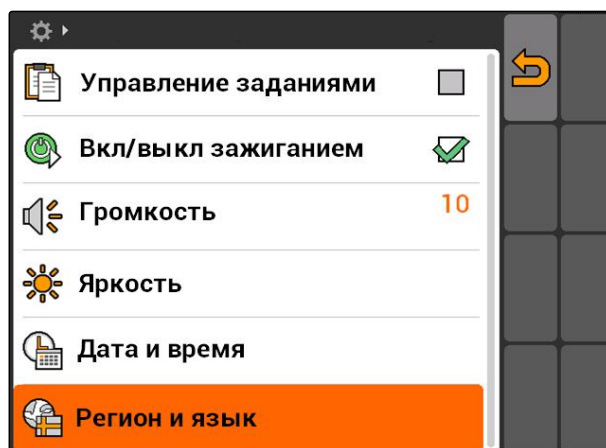 Управление заданиями
Вкл/выкл зажиганием
Громкость 10
Яркость
Дата и время
Регион и язык